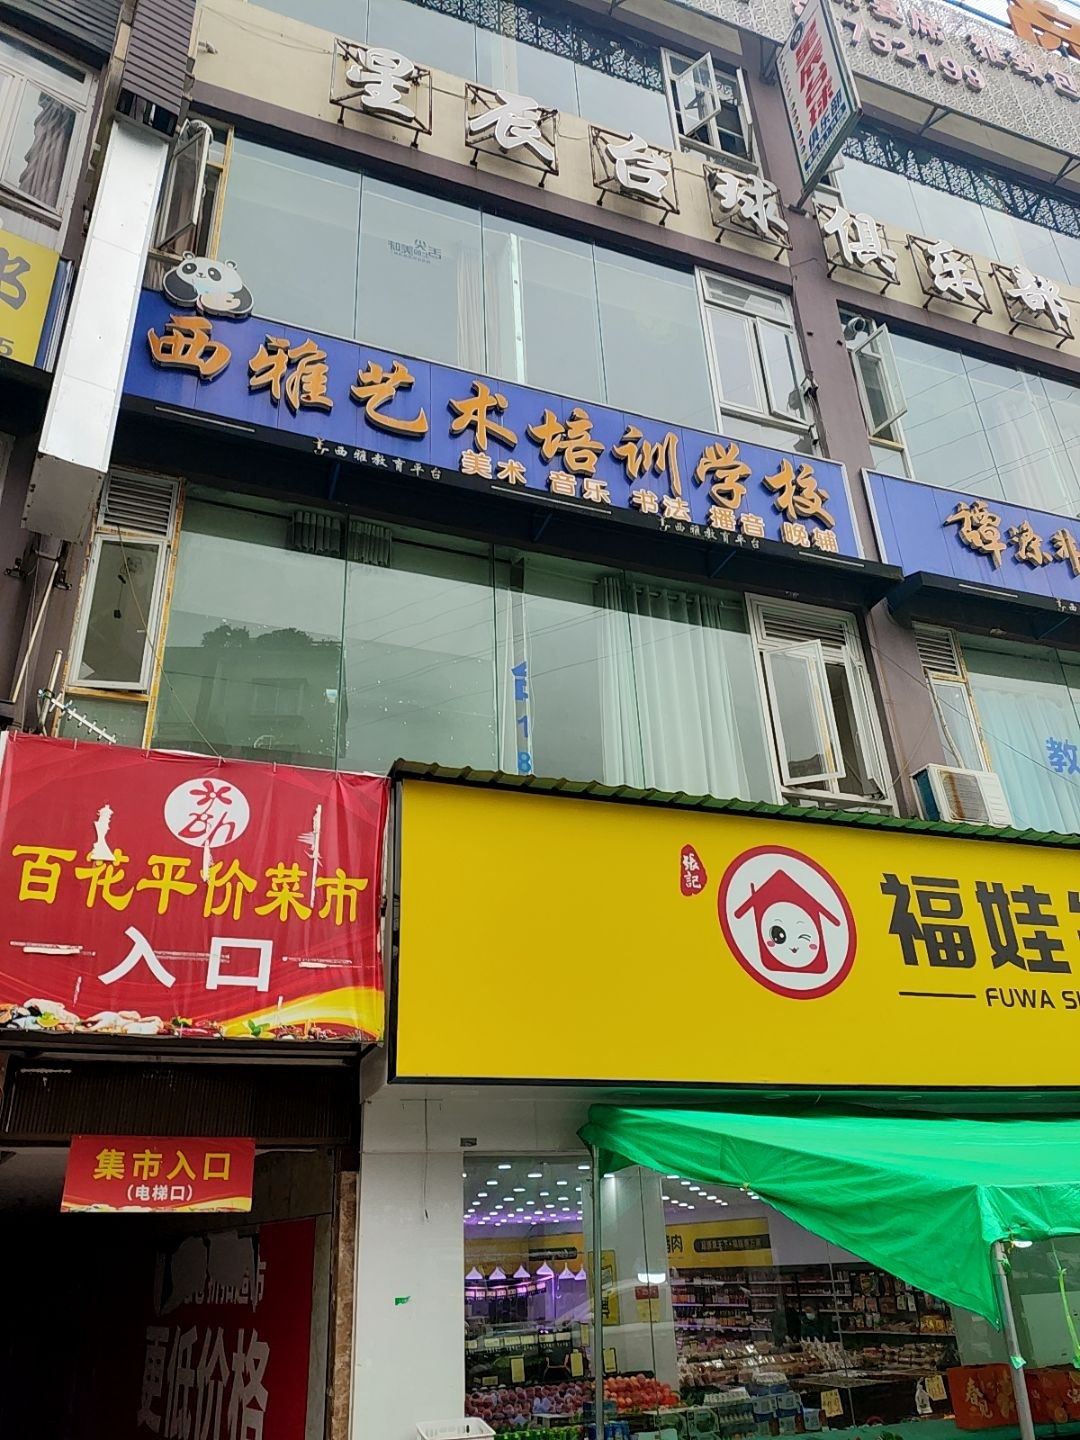 752199
星辰台球俱乐部
西雅艺术培训学校
西雅教育平台
美术 音乐 书法 播音 晚辅
西雅教育平台
教
百花平价菜市
入口
張記
福娃
FUWA
集市入口
(电梯口)
更低价格